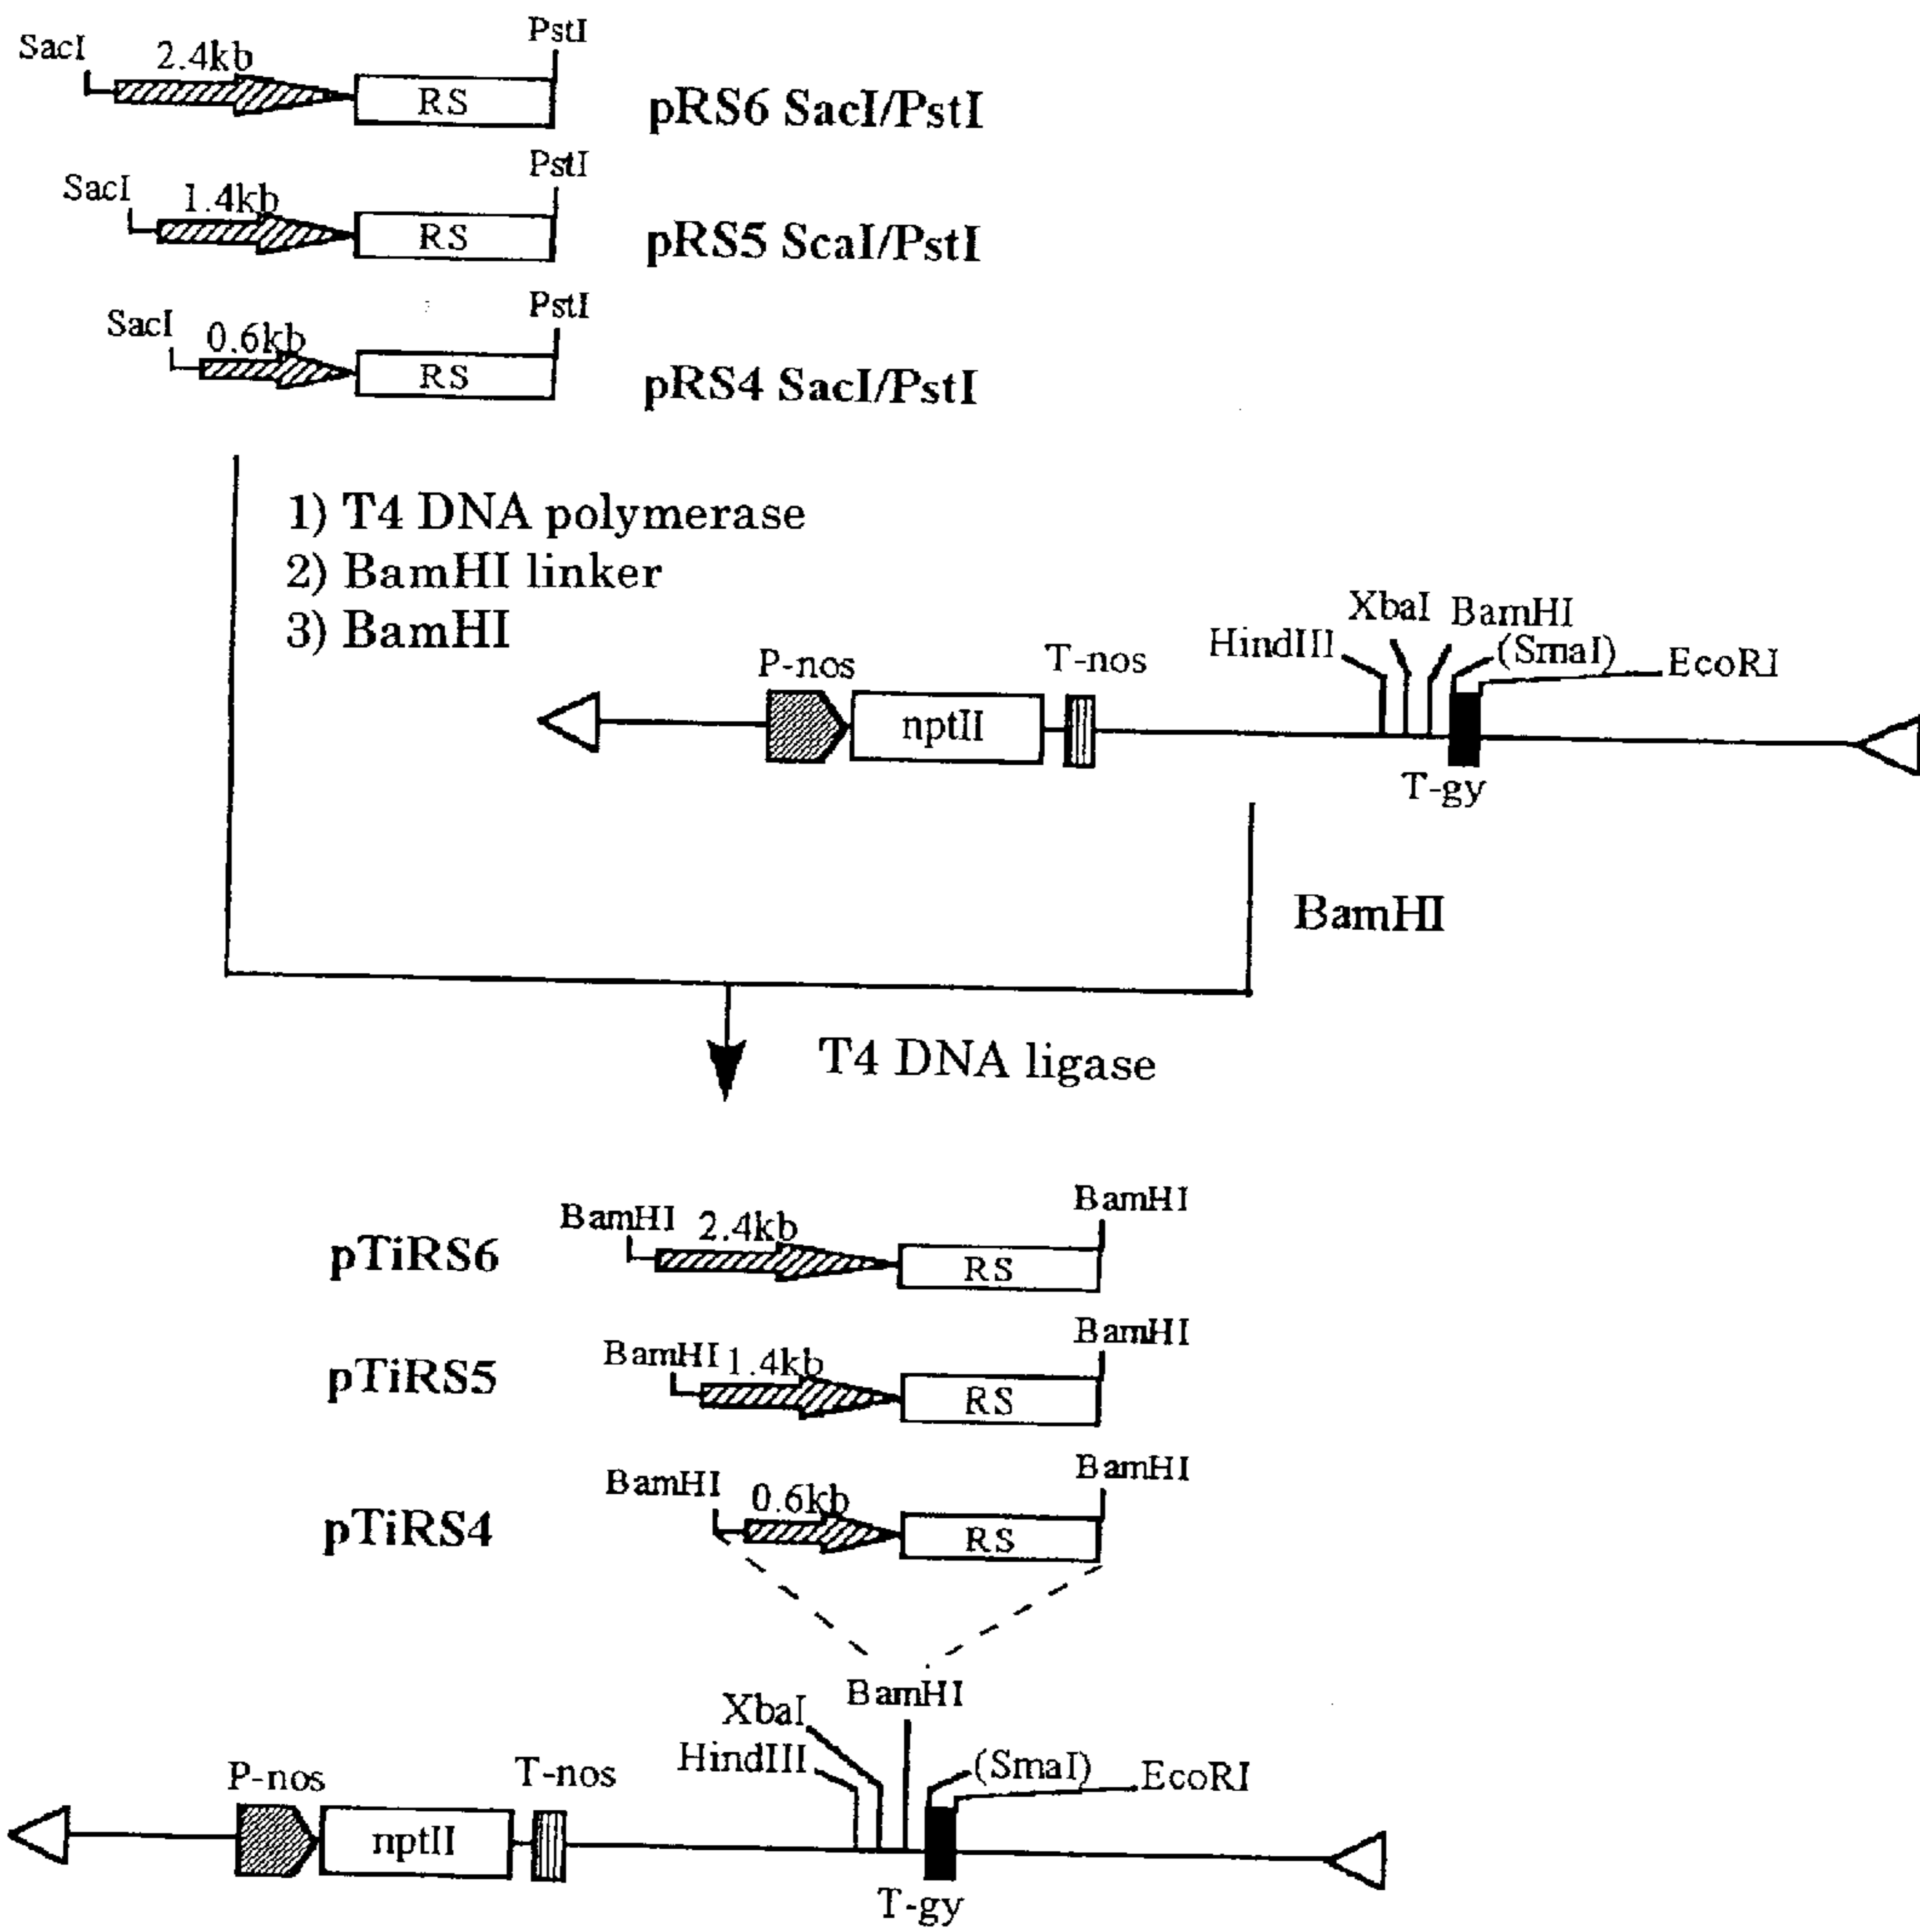 SacI 2.4kb PstI
RS
pRS6 SacI/PstI
SacI 1.4kb PstI
RS
pRS5 ScaI/PstI
SacI 0.6kb PstI
RS
pRS4 SacI/PstI
1) T4 DNA polymerase
2) BamHI linker
3) BamHI
XbaI BamHI
HindIII (SmaI) EcoRI
P-nos T-nos
nptII
T-gy
BamHI
T4 DNA ligase
BamHI 2.4kb BamHI
pTiRS6 RS
BamHI 1.4kb BamHI
pTiRS5 RS
BamHI 0.6kb BamHI
pTiRS4 RS
BamHI
XbaI
HindIII (SmaI) EcoRI
P-nos T-nos
nptII
T-gy